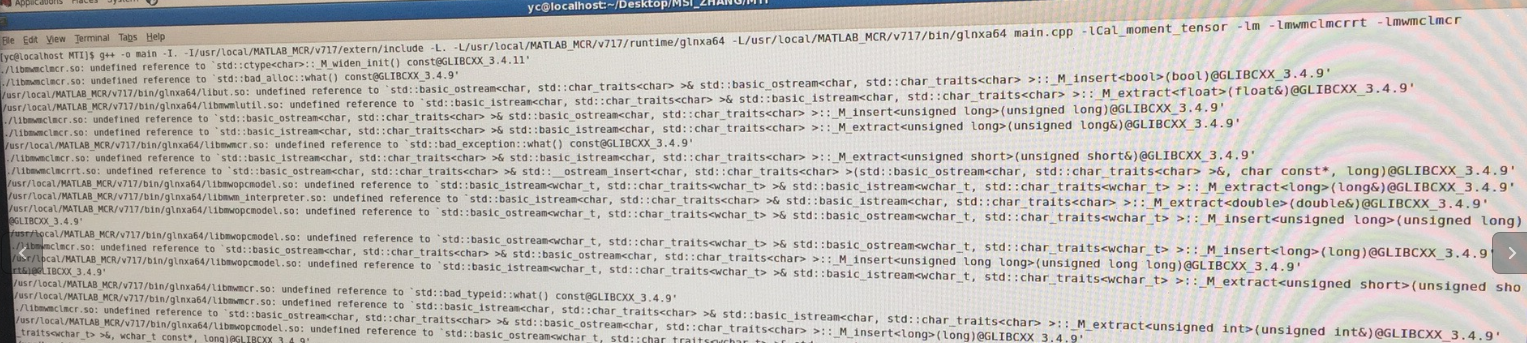 Applications
yc@localhost:~/Desktop/MSI_ZHANG/MTI
File Edit View Terminal Tabs Help
[yc@localhost MTI]$ g++ -o main -I. -I/usr/local/MATLAB_MCR/v717/extern/include -L. -L/usr/local/MATLAB_MCR/v717/runtime/glnxa64 -L/usr/local/MATLAB_MCR/v717/bin/glnxa64 main.cpp -lCal_moment_tensor -lm -lmwmclmcrrt -lmwmclmcr
./libmwmclmcr.so: undefined reference to `std::ctype<char>::_M_widen_init() const@GLIBCXX_3.4.11'
./libmwmclmcr.so: undefined reference to `std::bad_alloc::what() const@GLIBCXX_3.4.9'
/usr/local/MATLAB_MCR/v717/bin/glnxa64/libut.so: undefined reference to `std::basic_ostream<char, std::char_traits<char> >& std::basic_ostream<char, std::char_traits<char> >::_M_insert<bool>(bool)@GLIBCXX_3.4.9'
/usr/local/MATLAB_MCR/v717/bin/glnxa64/libmwmlutil.so: undefined reference to `std::basic_istream<char, std::char_traits<char> >& std::basic_istream<char, std::char_traits<char> >::_M_extract<float>(float&)@GLIBCXX_3.4.9'
./libmwmclmcr.so: undefined reference to `std::basic_ostream<char, std::char_traits<char> >& std::basic_ostream<char, std::char_traits<char> >::_M_insert<unsigned long>(unsigned long)@GLIBCXX_3.4.9'
./libmwmclmcr.so: undefined reference to `std::basic_istream<char, std::char_traits<char> >& std::basic_istream<char, std::char_traits<char> >::_M_extract<unsigned long>(unsigned long&)@GLIBCXX_3.4.9'
/usr/local/MATLAB_MCR/v717/bin/glnxa64/libmwmcr.so: undefined reference to `std::bad_exception::what() const@GLIBCXX_3.4.9'
./libmwmclmcr.so: undefined reference to `std::basic_istream<char, std::char_traits<char> >& std::basic_istream<char, std::char_traits<char> >::_M_extract<unsigned short>(unsigned short&)@GLIBCXX_3.4.9'
./libmwmclmcrrt.so: undefined reference to `std::basic_ostream<char, std::char_traits<char> >& std::__ostream_insert<char, std::char_traits<char> >(std::basic_ostream<char, std::char_traits<char> >&, char const*, long)@GLIBCXX_3.4.9'
/usr/local/MATLAB_MCR/v717/bin/glnxa64/libmwopcmodel.so: undefined reference to `std::basic_istream<wchar_t, std::char_traits<wchar_t> >& std::basic_istream<wchar_t, std::char_traits<wchar_t> >::_M_extract<long>(long&)@GLIBCXX_3.4.9'
/usr/local/MATLAB_MCR/v717/bin/glnxa64/libmwm_interpreter.so: undefined reference to `std::basic_istream<char, std::char_traits<char> >& std::basic_istream<char, std::char_traits<char> >::_M_extract<double>(double&)@GLIBCXX_3.4.9'
/usr/local/MATLAB_MCR/v717/bin/glnxa64/libmwopcmodel.so: undefined reference to `std::basic_ostream<wchar_t, std::char_traits<wchar_t> >& std::basic_ostream<wchar_t, std::char_traits<wchar_t> >::_M_insert<unsigned long>(unsigned long)
@GLIBCXX_3.4.9'
/usr/local/MATLAB_MCR/v717/bin/glnxa64/libmwopcmodel.so: undefined reference to `std::basic_ostream<wchar_t, std::char_traits<wchar_t> >& std::basic_ostream<wchar_t, std::char_traits<wchar_t> >::_M_insert<long>(long)@GLIBCXX_3.4.9'
./libmwmclmcr.so: undefined reference to `std::basic_ostream<char, std::char_traits<char> >& std::basic_ostream<char, std::char_traits<char> >::_M_insert<unsigned long long>(unsigned long long)@GLIBCXX_3.4.9'
/usr/local/MATLAB_MCR/v717/bin/glnxa64/libmwopcmodel.so: undefined reference to `std::basic_istream<wchar_t, std::char_traits<wchar_t> >& std::basic_istream<wchar_t, std::char_traits<wchar_t> >::_M_extract<unsigned short>(unsigned sho
rt&)@GLIBCXX_3.4.9'
/usr/local/MATLAB_MCR/v717/bin/glnxa64/libmwmcr.so: undefined reference to `std::bad_typeid::what() const@GLIBCXX_3.4.9'
/usr/local/MATLAB_MCR/v717/bin/glnxa64/libmwmcr.so: undefined reference to `std::basic_istream<char, std::char_traits<char> >& std::basic_istream<char, std::char_traits<char> >::_M_extract<unsigned int>(unsigned int&)@GLIBCXX_3.4.9'
./libmwmclmcr.so: undefined reference to `std::basic_ostream<char, std::char_traits<char> >& std::basic_ostream<char, std::char_traits<char> >::_M_insert<long>(long)@GLIBCXX_3.4.9'
/usr/local/MATLAB_MCR/v717/bin/glnxa64/libmwopcmodel.so: undefined reference to
_traits<wchar_t> >&, wchar_t const*, long)@GLIBCXX_3.4.9'